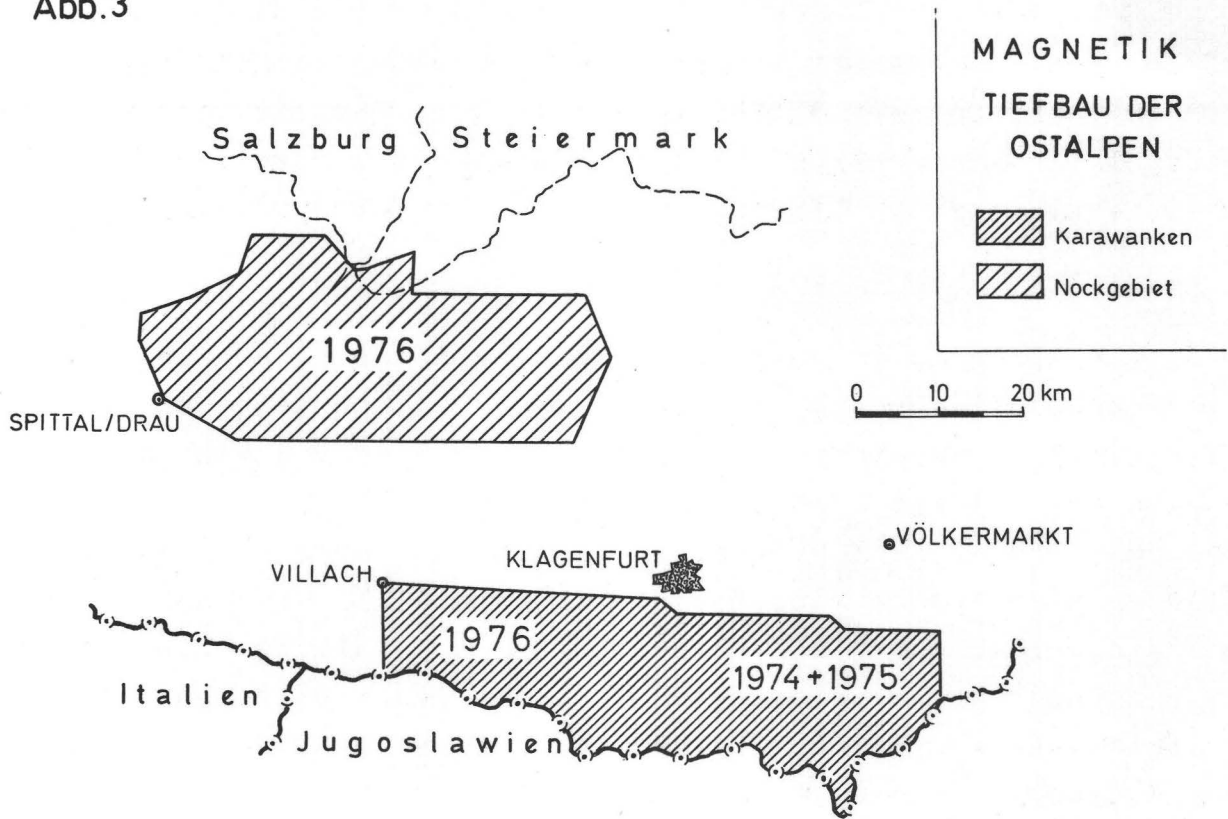 Abb.3
MAGNETIK
TIEFBAU DER
OSTALPEN
Karawanken
Nockgebiet
0 10 20 km
Salzburg Steiermark
1976
SPITTAL/DRAU
VÖLKERMARKT
KLAGENFURT
VILLACH
1976
1974+1975
Italien
Jugoslawien